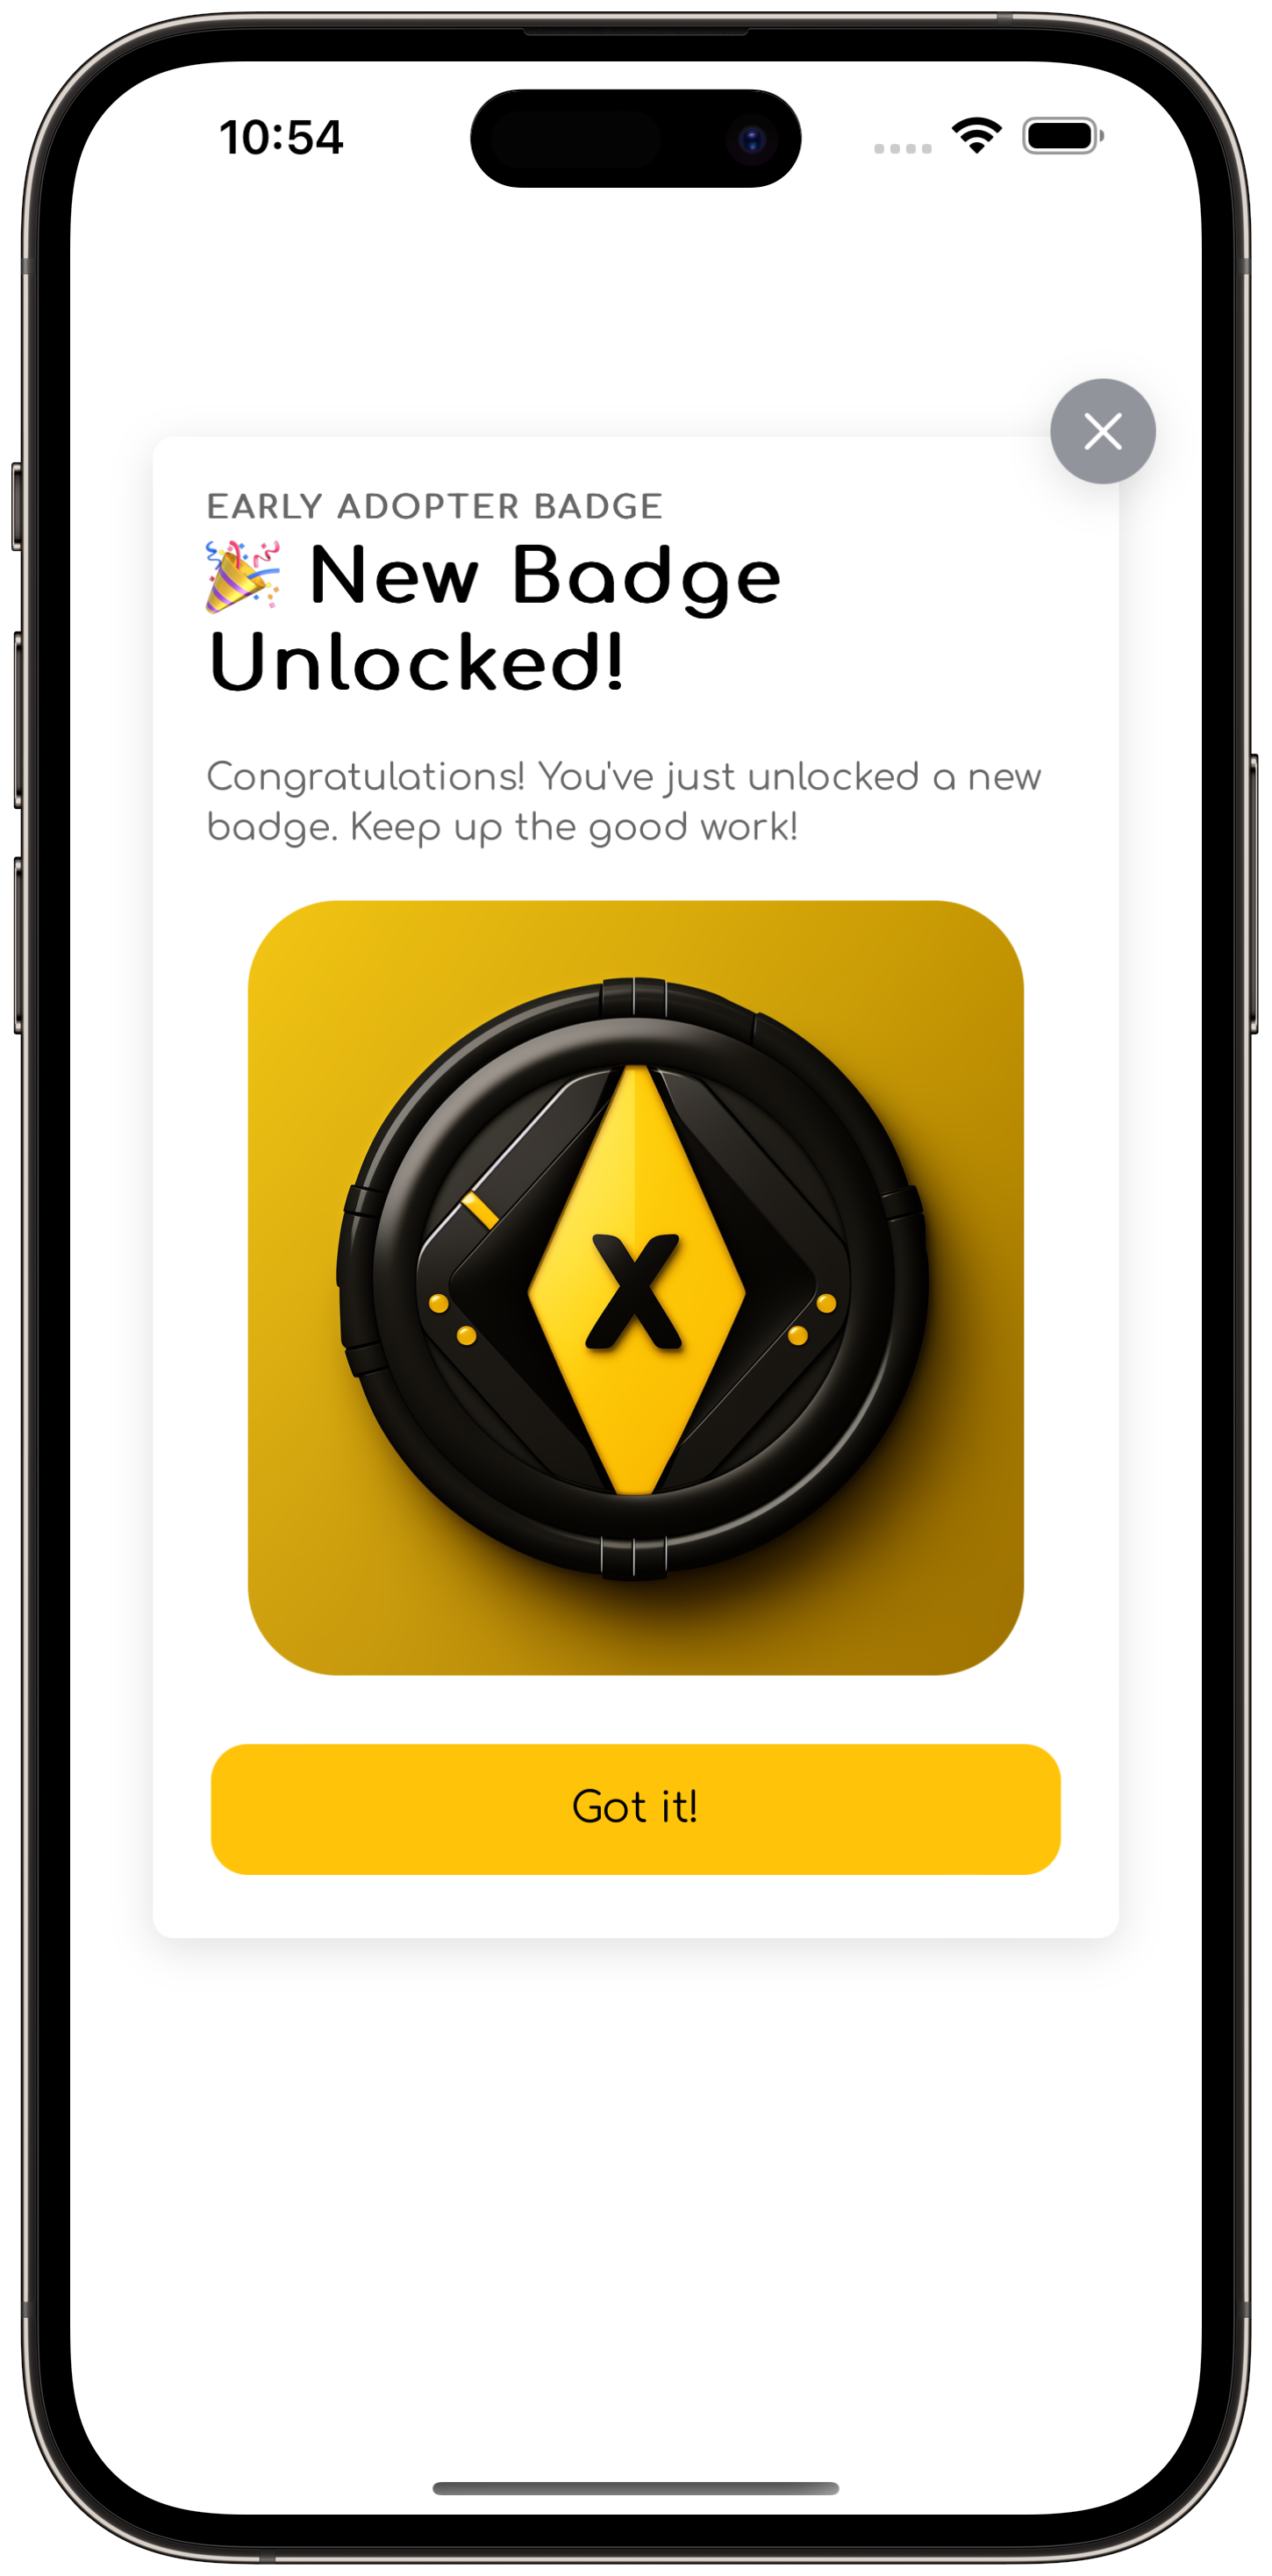 10:54
EARLY ADOPTER BADGE
🎉 New Badge
Unlocked!
Congratulations! You've just unlocked a new
badge. Keep up the good work!
X
Got it!